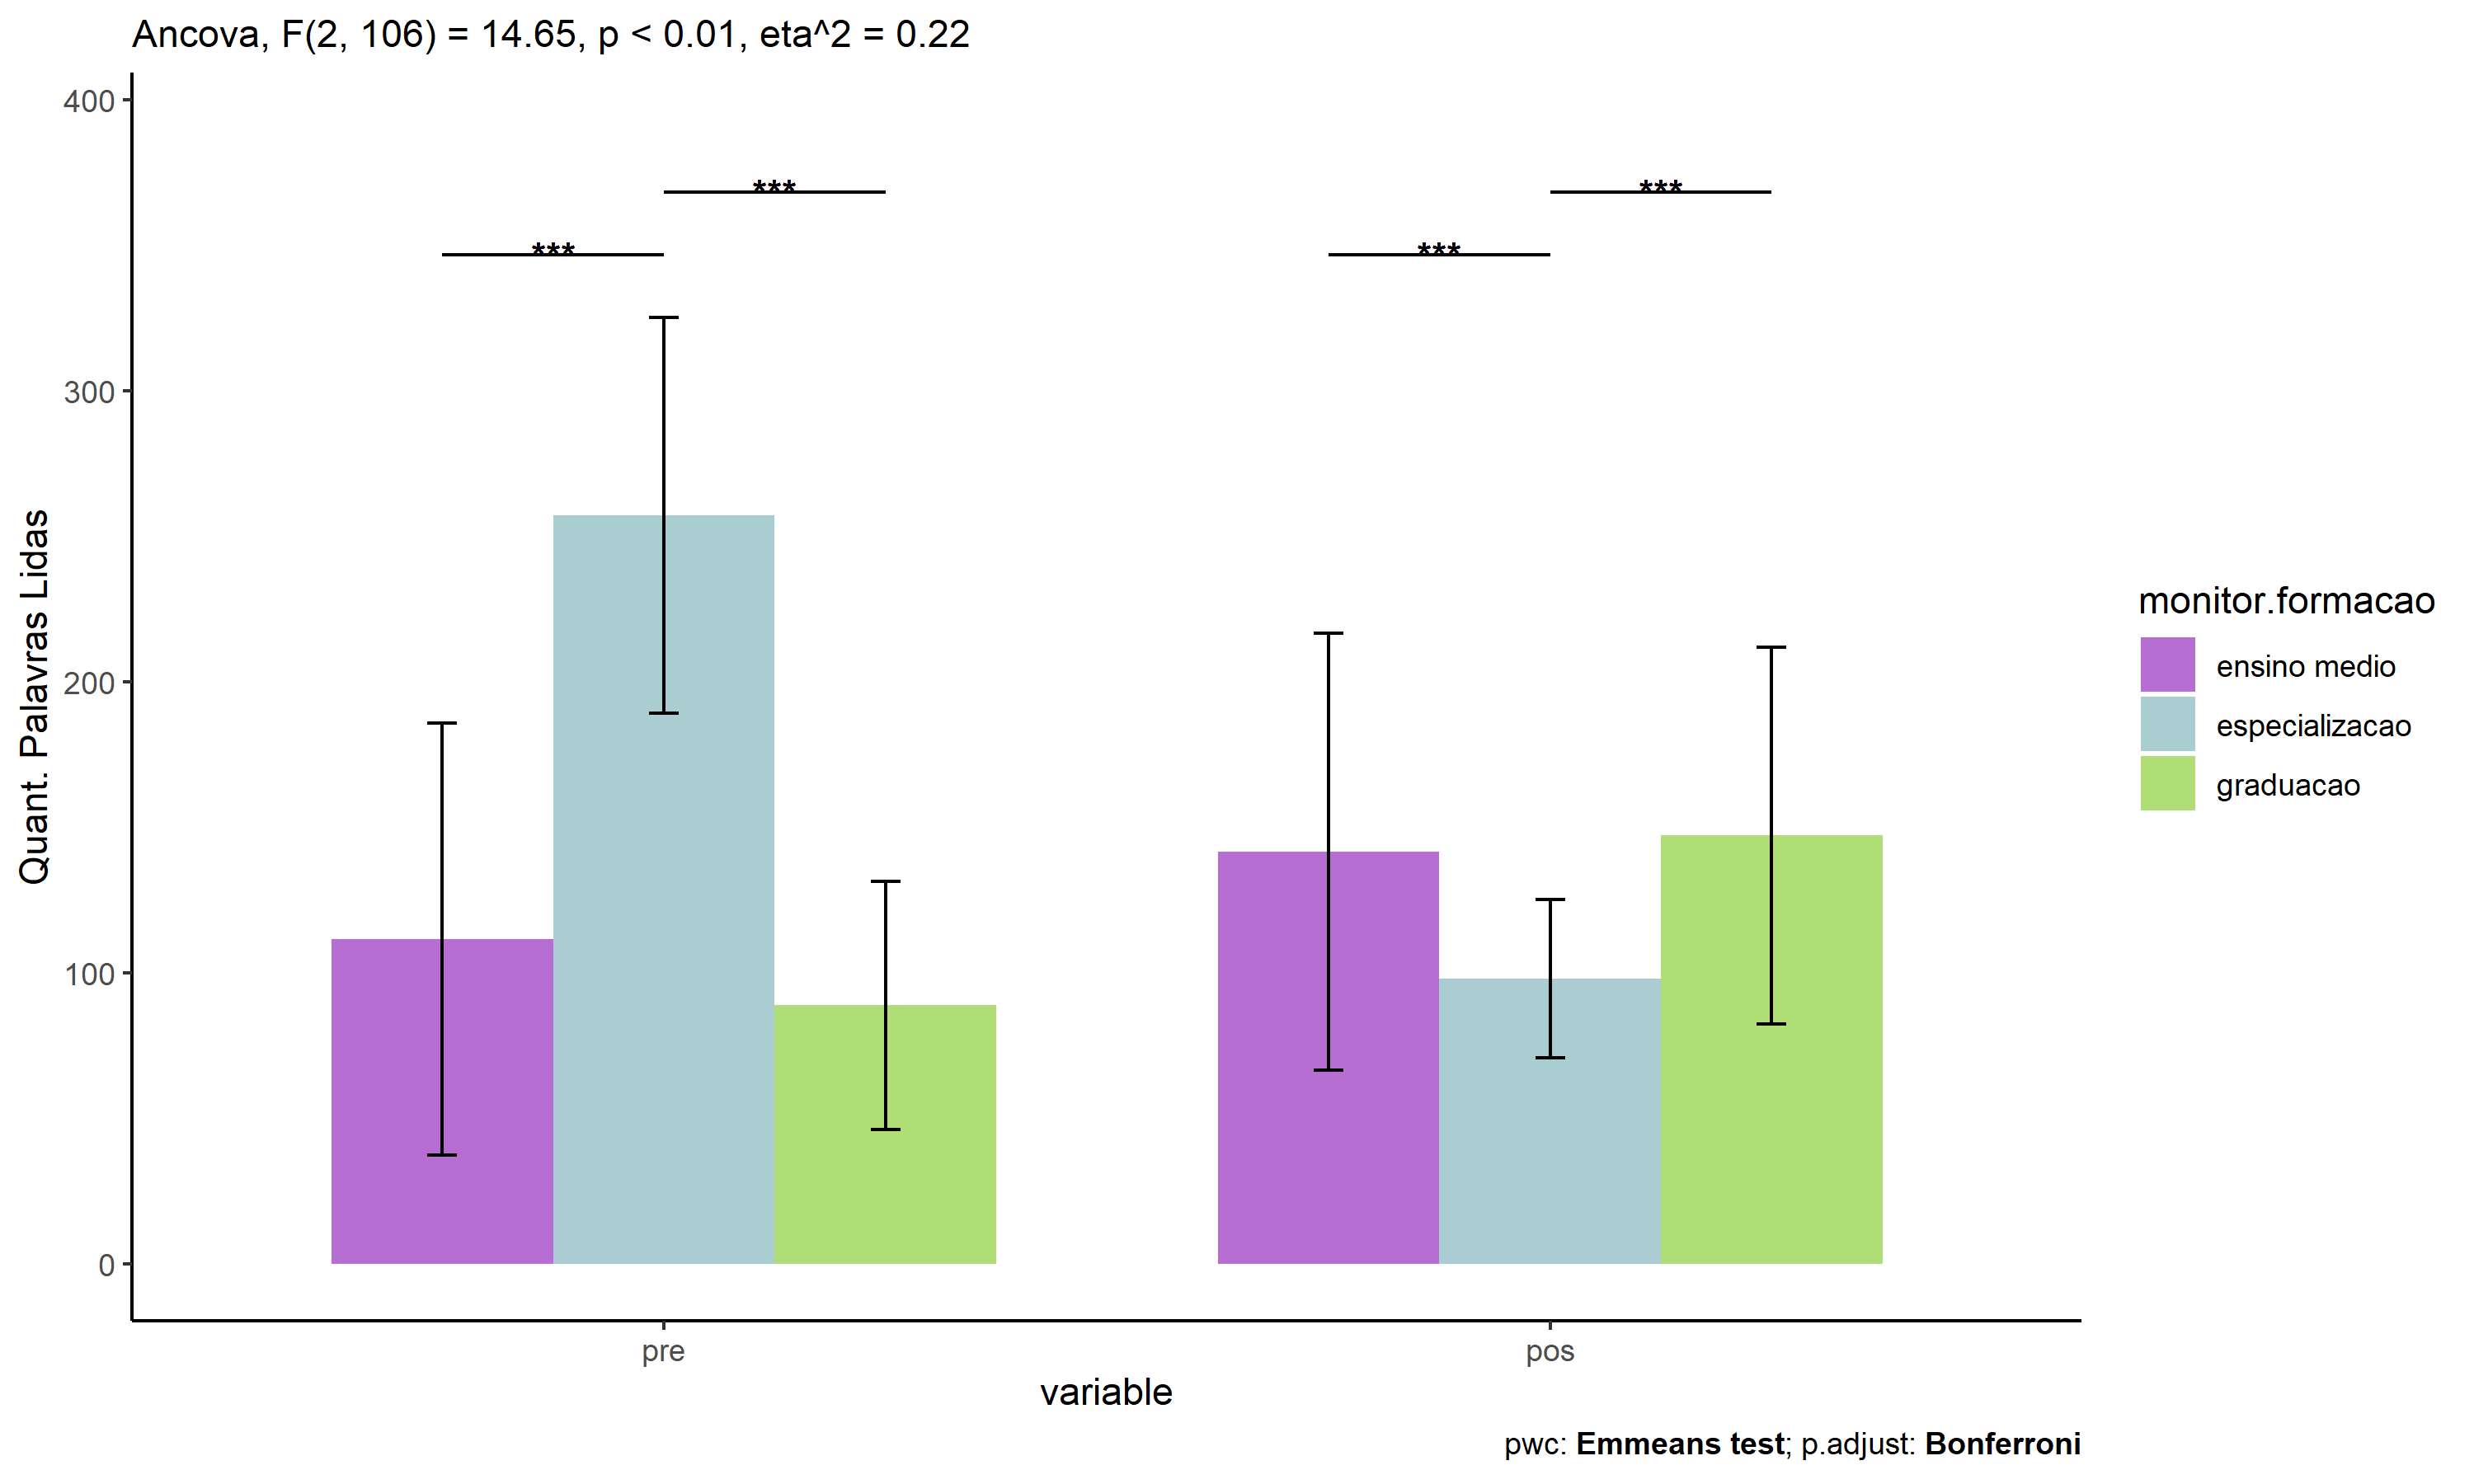 Ancova, F(2, 106) = 14.65, p < 0.01, eta^2 = 0.22
400
300
200
100
0
Quant. Palavras Lidas
***
***
***
***
pre
pos
variable
monitor.formacao
ensino medio
especializacao
graduacao
pwc: Emmeans test; p.adjust: Bonferroni